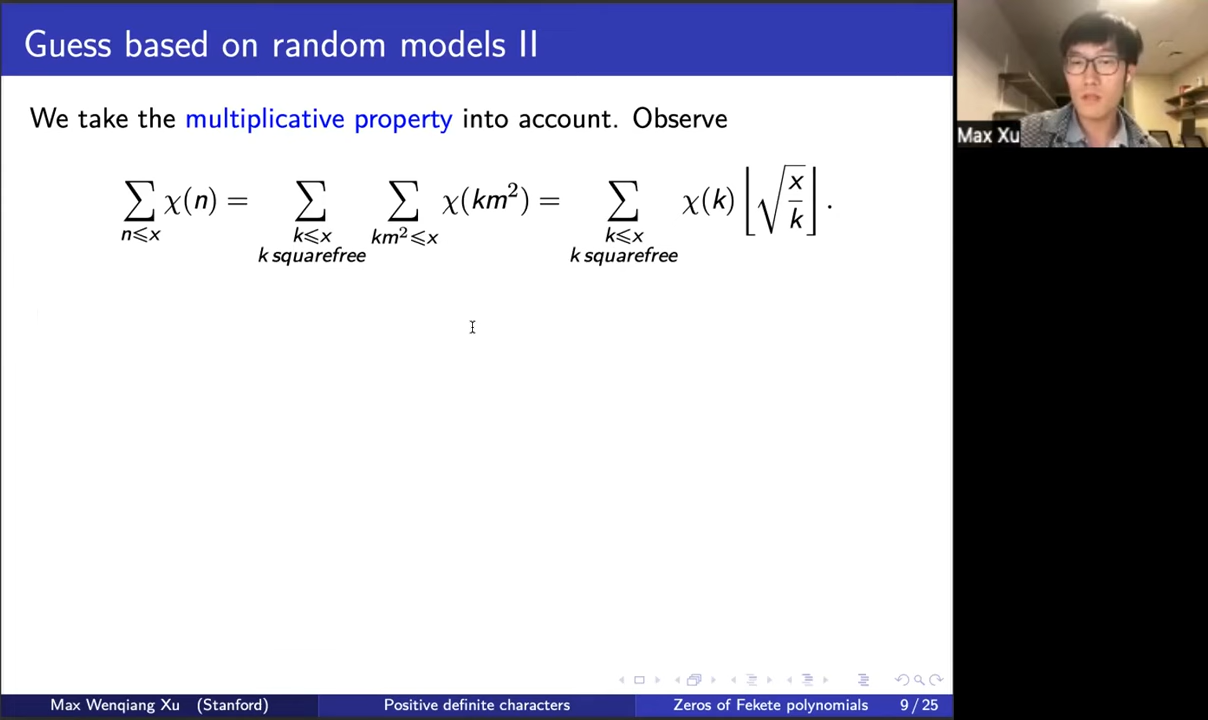 Guess based on random models II
We take the multiplicative property into account. Observe
∑_{n⩽x} χ(n) = ∑_{k⩽x, k squarefree} ∑_{km²⩽x} χ(km²) = ∑_{k⩽x, k squarefree} χ(k) ⌊√(x/k)⌋.
Max Xu
Max Wenqiang Xu (Stanford) Positive definite characters Zeros of Fekete polynomials 9 / 25